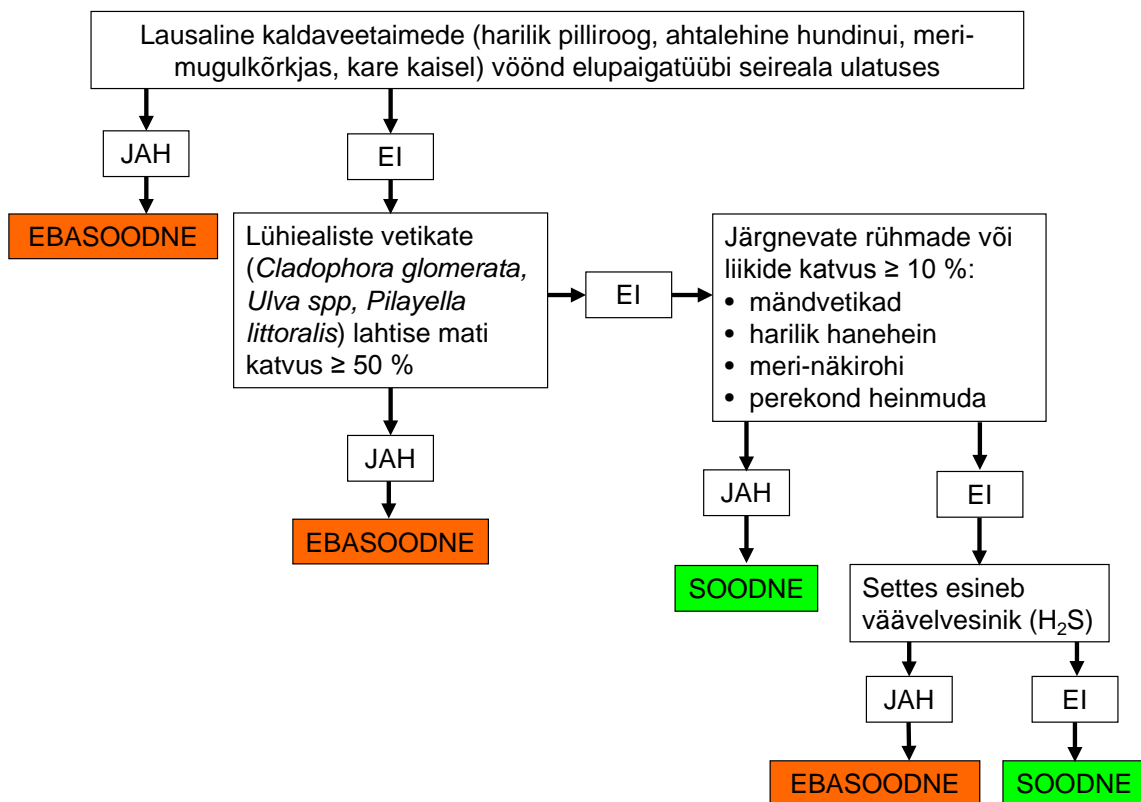 Lausaline kaldaveetaimede (harilik pilliroog, ahtalehine hundinui, meri-
mugulkõrkjas, kare kaisel) vöönd elupaigatüübi seireala ulatuses
JAH
EI
EBASOODNE
Lühiealiste vetikate
(Cladophora glomerata,
Ulva spp, Pilayella
littoralis) lahtise mati
katvus ≥ 50 %
EI
Järgnevate rühmade või
liikide katvus ≥ 10 %:
• mändvetikad
• harilik hanehein
• meri-näkirohi
• perekond heinmuda
JAH
EBASOODNE
JAH
EI
SOODNE
Settes esineb
väävelvesinik (H₂S)
JAH
EI
EBASOODNE
SOODNE